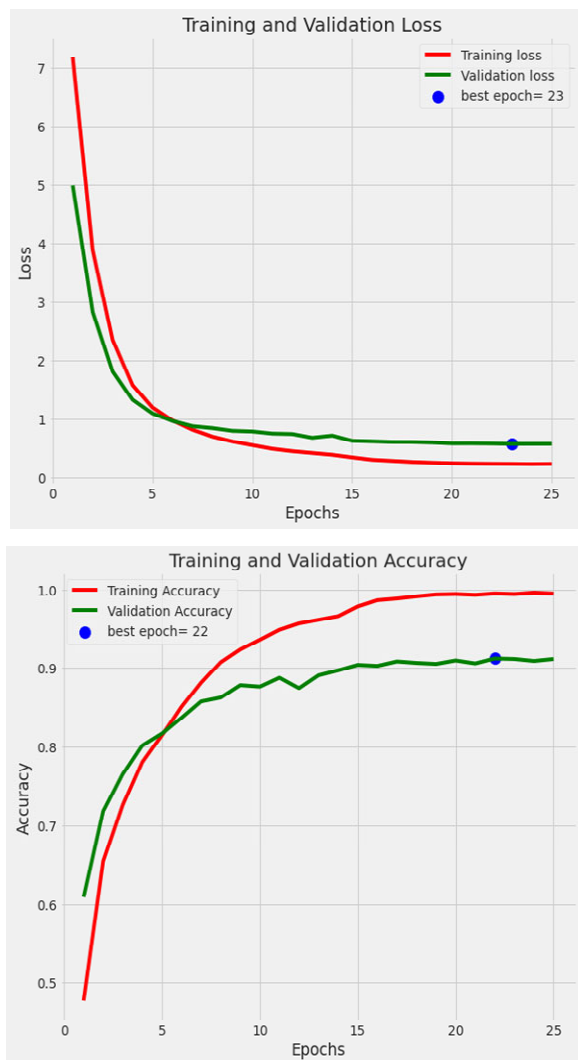 Training and Validation Loss
Training loss
Validation loss
best epoch= 23
7
6
5
4
3
2
1
0
Loss
0 5 10 15 20 25
Epochs
Training and Validation Accuracy
Training Accuracy
Validation Accuracy
best epoch= 22
1.0
0.9
0.8
0.7
0.6
0.5
Accuracy
0 5 10 15 20 25
Epochs